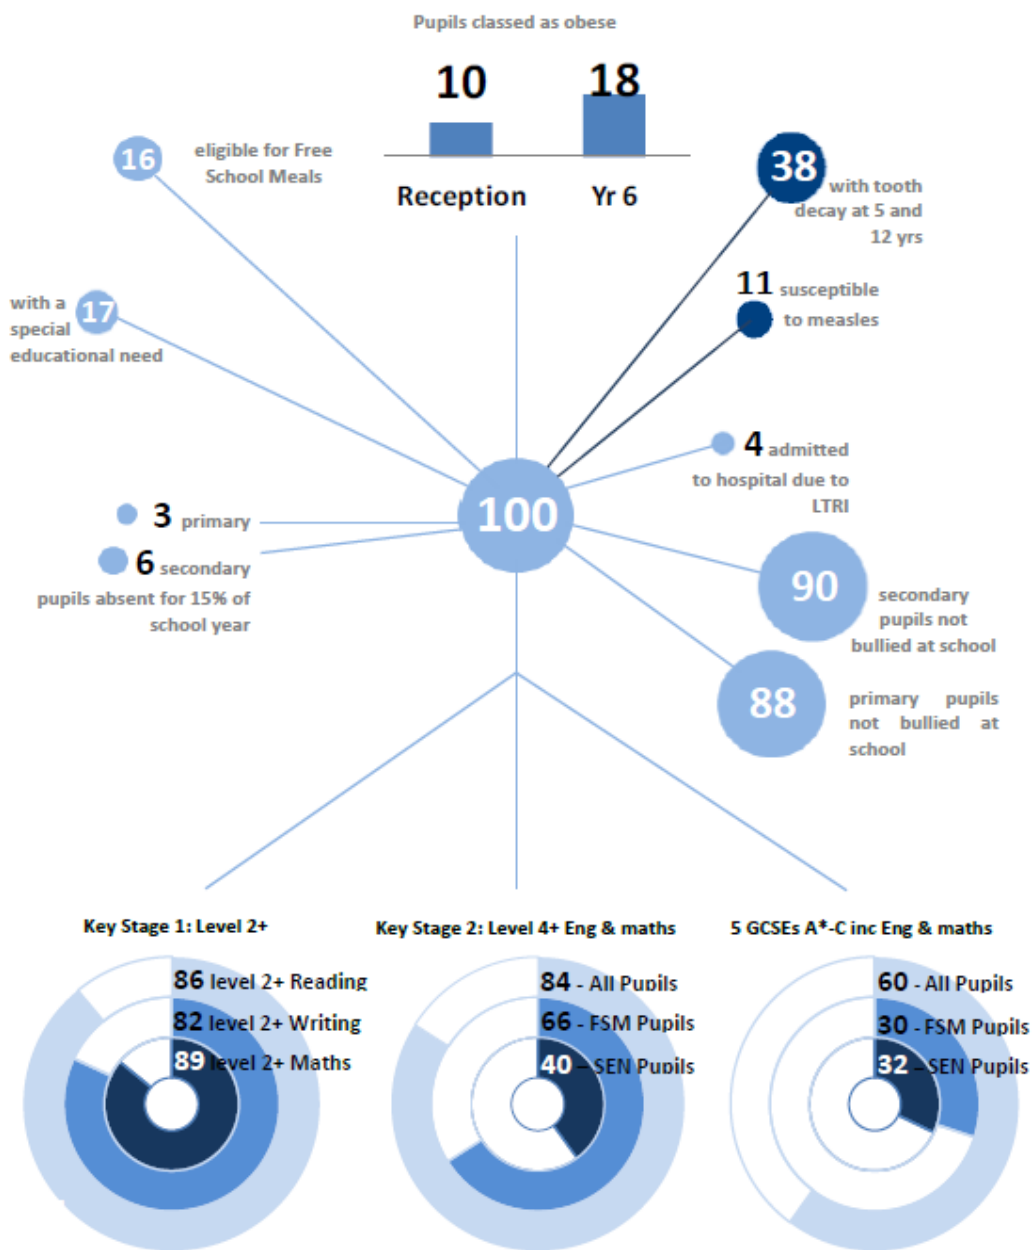 Pupils classed as obese
10
18
Reception
Yr 6
16
eligible for Free
School Meals
38
with tooth
decay at 5 and
12 yrs
17
with a
special
educational need
11 susceptible
to measles
4 admitted
to hospital due to
LTRI
100
3 primary
6 secondary
pupils absent for 15% of
school year
90
secondary
pupils not
bullied at school
88
primary pupils
not bullied at
school
Key Stage 1: Level 2+
86 level 2+ Reading
82 level 2+ Writing
89 level 2+ Maths
Key Stage 2: Level 4+ Eng & maths
84 - All Pupils
66 - FSM Pupils
40 – SEN Pupils
5 GCSEs A*-C inc Eng & maths
60 - All Pupils
30 - FSM Pupils
32 – SEN Pupils